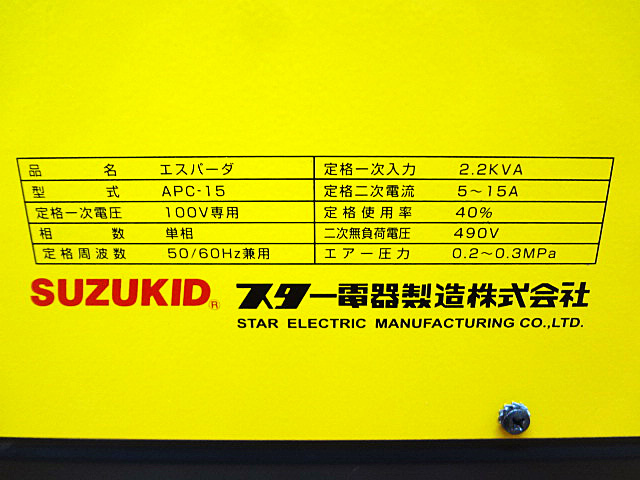 品名 エスパーダ 定格一次入力 2.2KVA
型式 APC-15 定格二次電流 5～15A
定格一次電圧 100V専用 定格使用率 40%
相数 単相 二次無負荷電圧 490V
定格周波数 50/60Hz兼用 エアー圧力 0.2～0.3MPa
SUZUKID® スター電器製造株式会社
STAR ELECTRIC MANUFACTURING CO.,LTD.